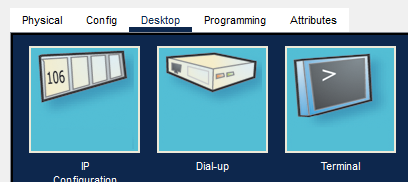 Physical Config Desktop Programming Attributes
106
>
IP Dial-up Terminal
Configuration